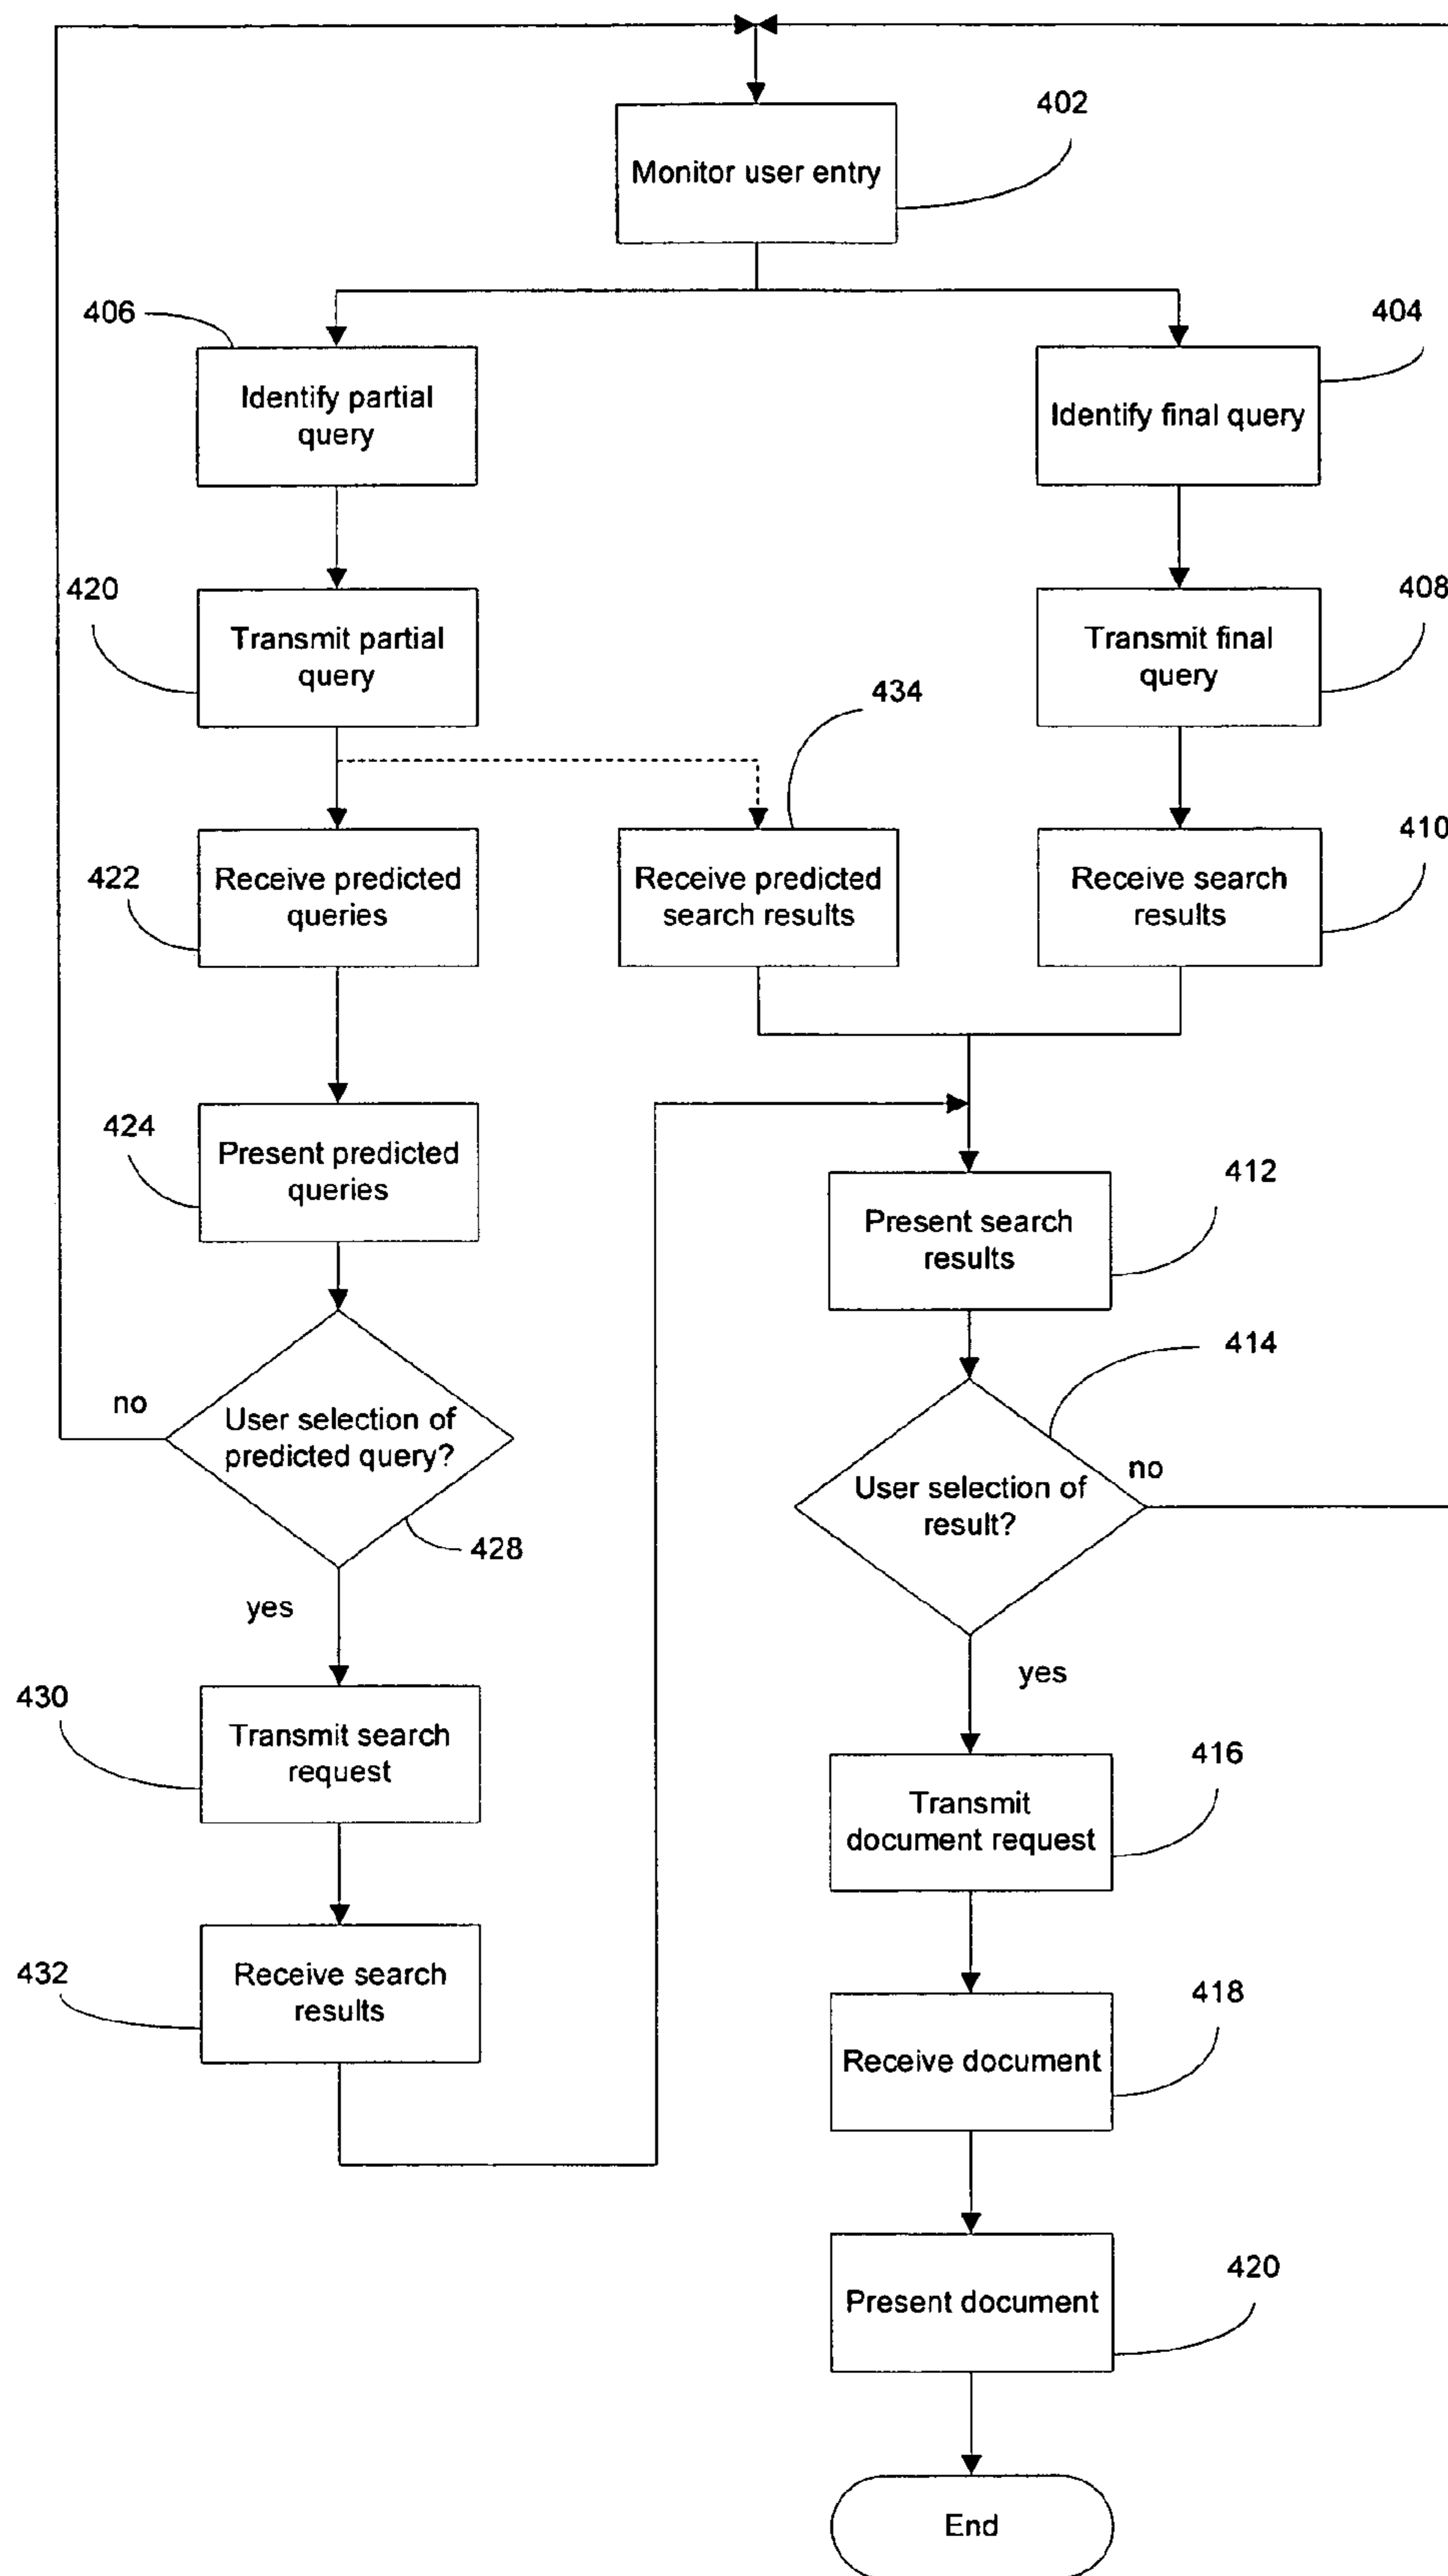 402
Monitor user entry
406
404
Identify partial
query
Identify final query
420
408
Transmit partial
query
Transmit final
query
434
422
410
Receive predicted
queries
Receive predicted
search results
Receive search
results
424
Present predicted
queries
412
Present search
results
414
no
User selection of
predicted query?
428
no
User selection of
result?
yes
yes
430
Transmit search
request
416
Transmit
document request
432
Receive search
results
418
Receive document
420
Present document
End